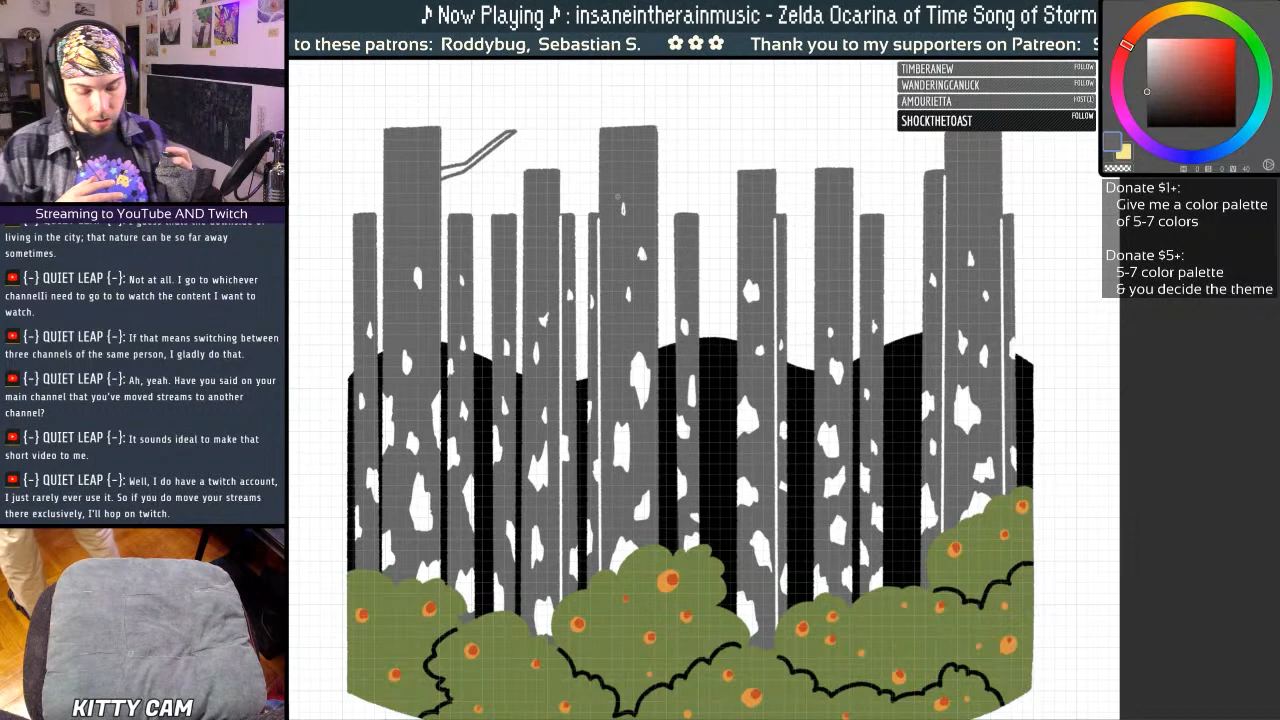 ♪ Now Playing ♪ : insaneintherainmusic - Zelda Ocarina of Time Song of Storm
to these patrons: Roddybug, Sebastian S. ✿ ✿ ✿ Thank you to my supporters on Patreon:
TIMBERANEW FOLLOW
WANDERINGCANUCK FOLLOW
AMOURIETTA HOST(1)
SHOCKTHETOAST FOLLOW
Donate $1+:
Give me a color palette
of 5-7 colors
Donate $5+:
5-7 color palette
& you decide the theme
Streaming to YouTube AND Twitch
living in the city; that nature can be so far away
sometimes.
{-} QUIET LEAP {-}: Not at all. I go to whichever
channelIi need to go to to watch the content I want to
watch.
{-} QUIET LEAP {-}: If that means switching between
three channels of the same person, I gladly do that.
{-} QUIET LEAP {-}: Ah, yeah. Have you said on your
main channel that you've moved streams to another
channel?
{-} QUIET LEAP {-}: It sounds ideal to make that
short video to me.
{-} QUIET LEAP {-}: Well, I do have a twitch account,
I just rarely ever use it. So if you do move your streams
there exclusively, I'll hop on twitch.
KITTY CAM